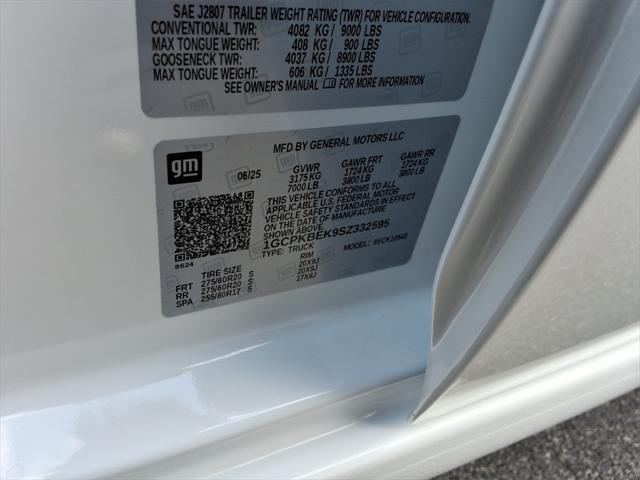 SAE J2807 TRAILER WEIGHT RATING (TWR) FOR VEHICLE CONFIGURATION.
CONVENTIONAL TWR: 4082 KG / 9000 LBS
MAX TONGUE WEIGHT: 408 KG / 900 LBS
GOOSENECK TWR: 4037 KG / 8900 LBS
MAX TONGUE WEIGHT: 606 KG / 1335 LBS
SEE OWNER'S MANUAL FOR MORE INFORMATION
MFD BY GENERAL MOTORS LLC
gm
06/25 GVWR GAWR FRT GAWR RR
3175 KG 1724 KG 1724 KG
7000 LB 3800 LB 3800 LB
THIS VEHICLE CONFORMS TO ALL
APPLICABLE U.S. FEDERAL MOTOR
VEHICLE SAFETY STANDARDS IN EFFECT
ON THE DATE OF MANUFACTURE
SHOWN ABOVE.
1GCPKBEK9SZ332595
TYPE: TRUCK MODEL:
6624
TIRE SIZE RIM
FRT 275/60R20 S 20X9J
RR 275/60R20 S 20X9J
SPA 255/80R17 S 17X8J